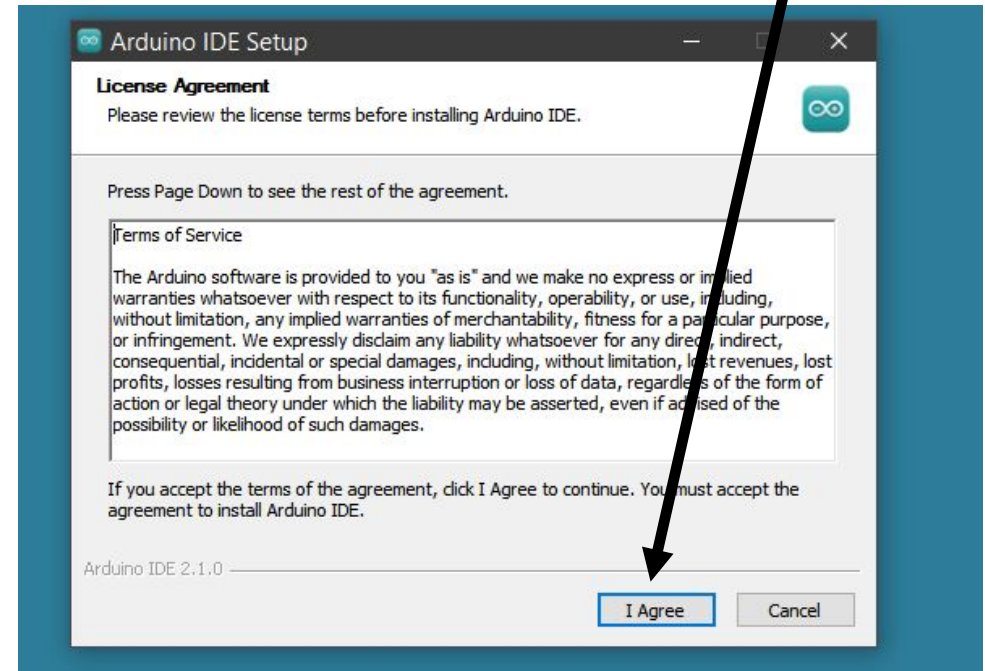 Arduino IDE Setup
License Agreement
Please review the license terms before installing Arduino IDE.
Press Page Down to see the rest of the agreement.
Terms of Service
The Arduino software is provided to you "as is" and we make no express or implied
warranties whatsoever with respect to its functionality, operability, or use, including,
without limitation, any implied warranties of merchantability, fitness for a particular purpose,
or infringement. We expressly disclaim any liability whatsoever for any direct, indirect,
consequential, incidental or special damages, including, without limitation, lost revenues, lost
profits, losses resulting from business interruption or loss of data, regardless of the form of
action or legal theory under which the liability may be asserted, even if advised of the
possibility or likelihood of such damages.
If you accept the terms of the agreement, click I Agree to continue. You must accept the
agreement to install Arduino IDE.
Arduino IDE 2.1.0
I Agree
Cancel